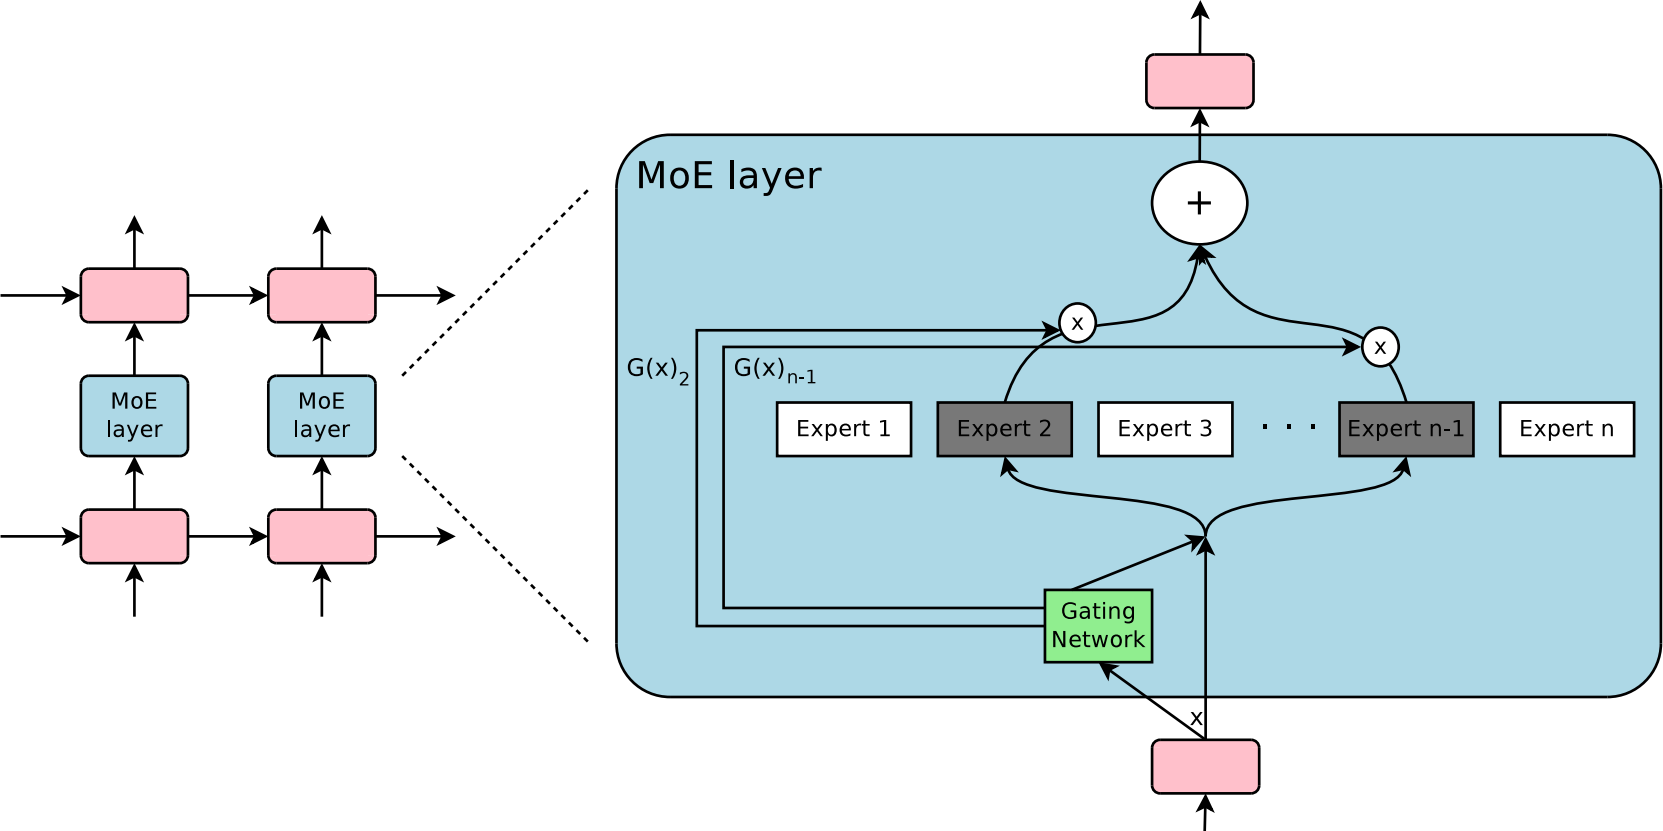 MoE layer
+
x
x
G(x)2
G(x)n-1
MoE
layer
MoE
layer
Expert 1
Expert 2
Expert 3
. . .
Expert n-1
Expert n
Gating
Network
x